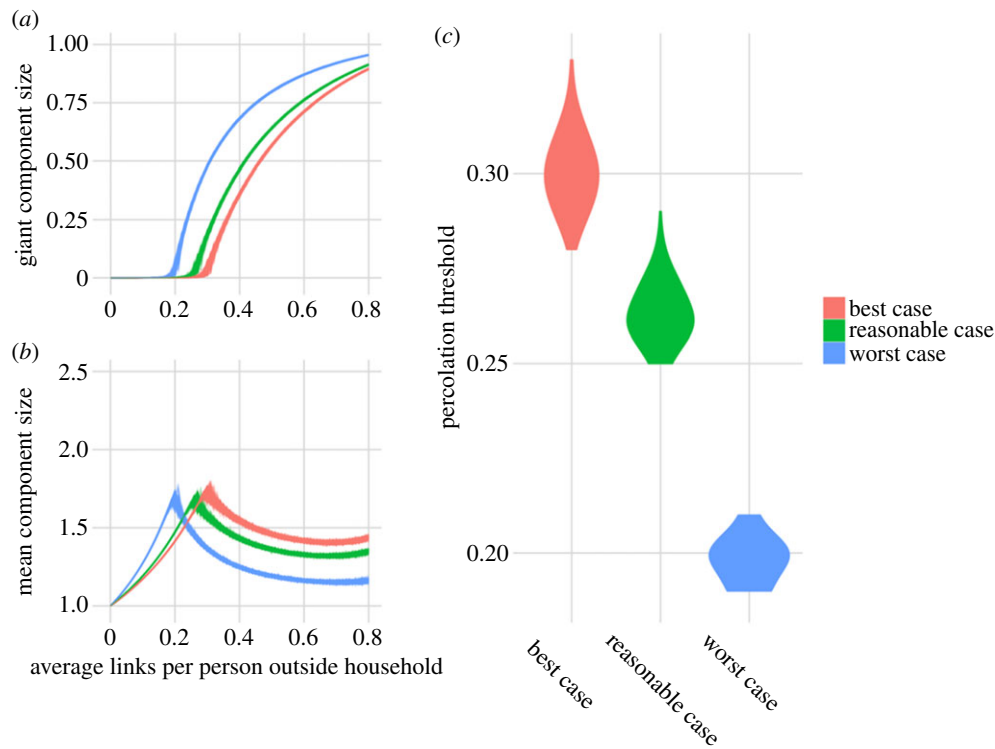 (a)
1.00
0.75
0.50
0.25
0
giant component size
0 0.2 0.4 0.6 0.8
(b)
2.5
2.0
1.5
1.0
mean component size
0 0.2 0.4 0.6 0.8
average links per person outside household
(c)
0.30
0.25
0.20
percolation threshold
best case
reasonable case
worst case
best case
reasonable case
worst case